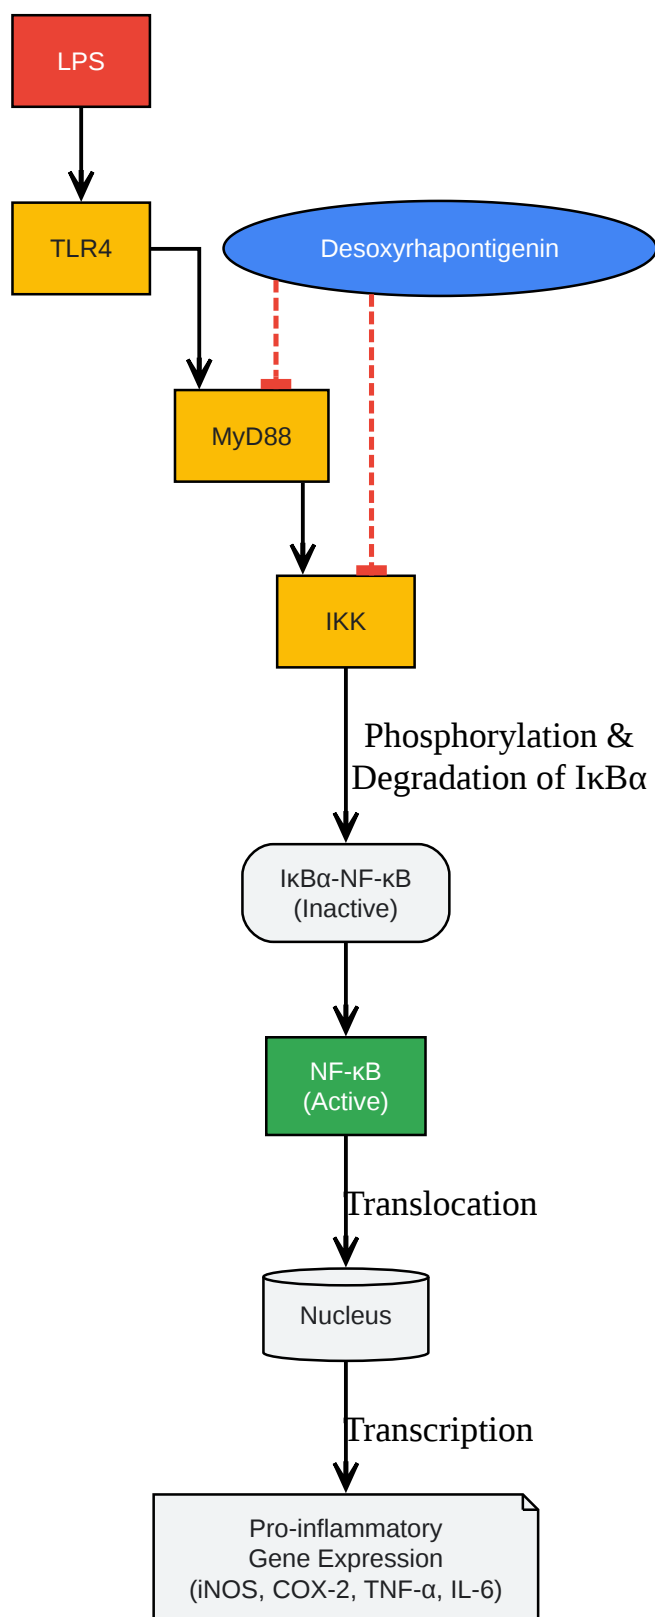 LPS
TLR4
Desoxyrhapontigenin
MyD88
IKK
Phosphorylation &
Degradation of IκBα
IκBα-NF-κB
(Inactive)
NF-κB
(Active)
Translocation
Nucleus
Transcription
Pro-inflammatory
Gene Expression
(iNOS, COX-2, TNF-α, IL-6)